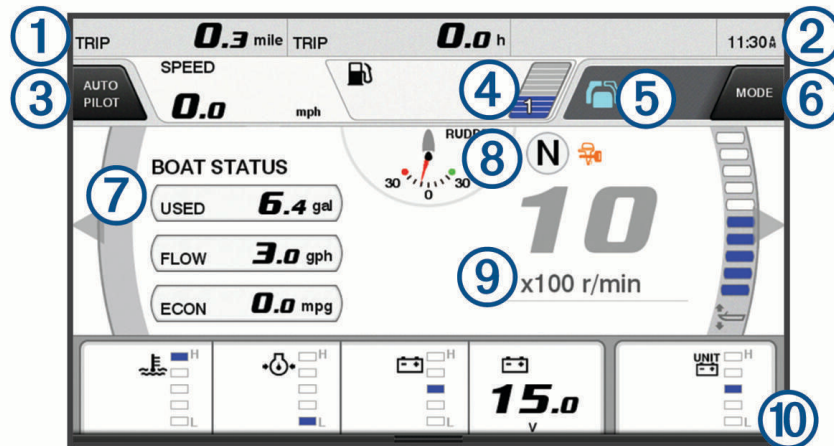 ① TRIP 0.3 mile TRIP 0.0 h 11:30A ②
③ AUTO PILOT SPEED 0.0 mph ④ 1 ⑤ MODE ⑥
⑧ N
30 0 30
BOAT STATUS
⑦ USED 6.4 gal
FLOW 3.0 gph
ECON 0.0 mpg
10
⑨ x100 r/min
H L
H L
H L
15.0
V
UNIT
H L
⑩